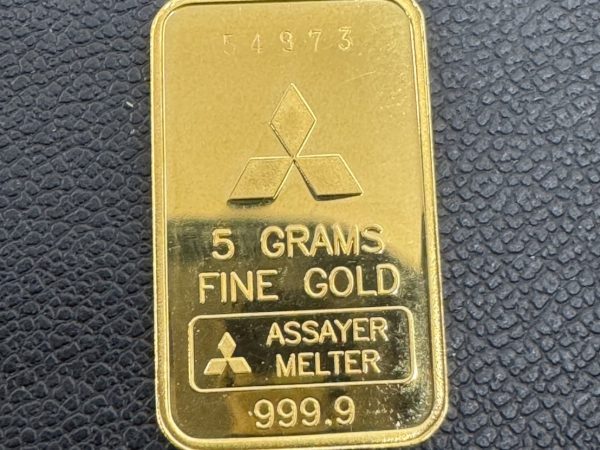 54973
5 GRAMS
FINE GOLD
ASSAYER
MELTER
999.9